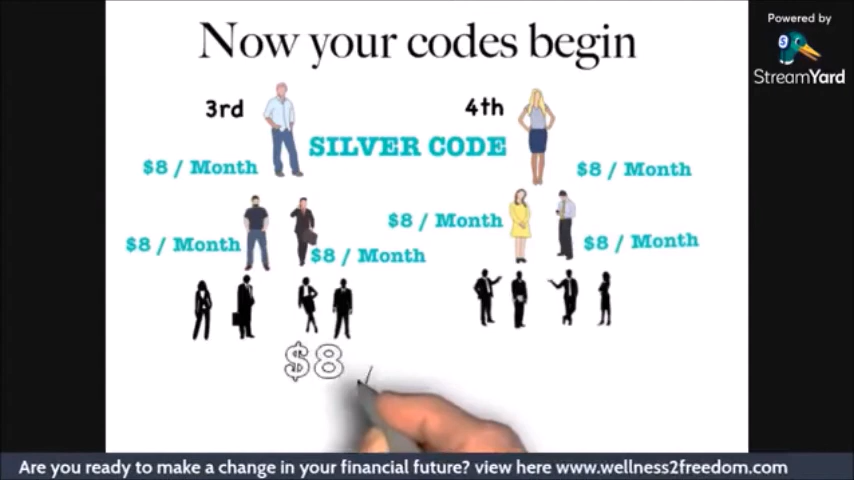 Now your codes begin
Powered by
StreamYard
3rd
4th
SILVER CODE
$8 / Month
$8 / Month
$8 / Month
$8 / Month
$8 / Month
$8 / Month
$8 /
Are you ready to make a change in your financial future? view here www.wellness2freedom.com